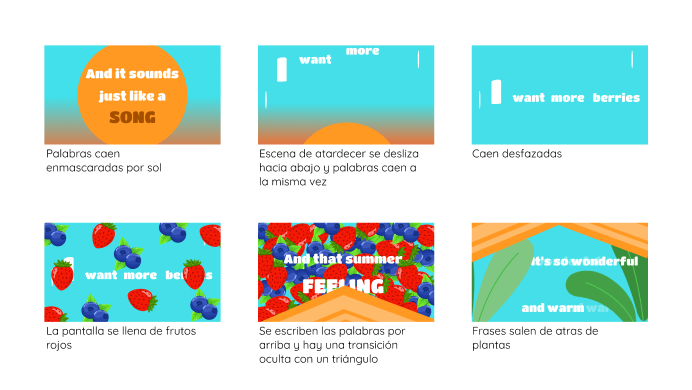 And it sounds
just like a
SONG
Palabras caen
enmascaradas por sol
more
want
Escena de atardecer se desliza
hacia abajo y palabras caen a
la misma vez
I want more berries
Caen desfazadas
I want more berries
La pantalla se llena de frutos
rojos
And that summer
FEELING
Se escriben las palabras por
arriba y hay una transición
oculta con un triángulo
It's so wonderful
and warm
Frases salen de atras de
plantas